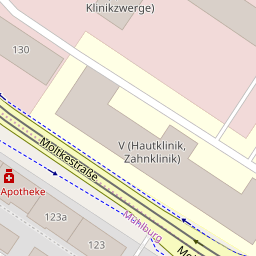 Klinikzwerge)
130
V (Hautklinik,
Zahnklinik)
Moltkestraße
Apotheke
123a
Mühlburg
123